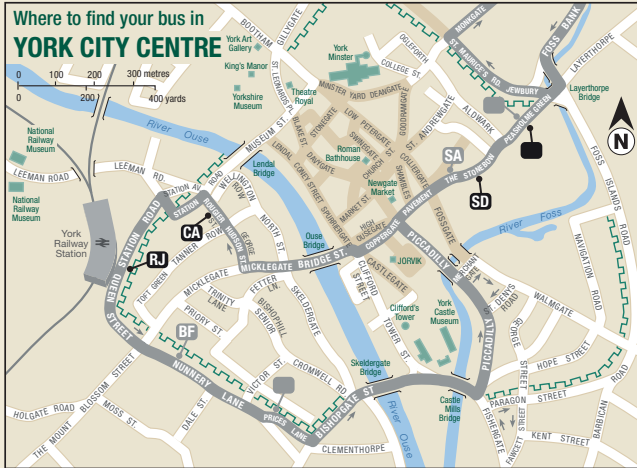 Where to find your bus in
YORK CITY CENTRE
0 100 200 300 metres
0 200 400 yards
BOOTHAM
GILLYGATE
York Art
Gallery
King's Manor
Yorkshire
Museum
ST. LEONARDS PL.
Theatre
Royal
York
Minster
OGLEFORTH
COLLEGE ST.
MINSTER YARD DEANGATE
GOODRAMGATE
MONKGATE
ST. MAURICE'S RD.
JEWBURY
FOSS BANK
LAYERTHORPE
Layerthorpe
Bridge
N
ALDWARK
PEASHOLME GREEN
ST. ANDREWGATE
STONEGATE
LOW PETERGATE
BLAKE ST.
SWINEGATE
DAVYGATE
CHURCH ST.
Roman
Bathhouse
COLLIERGATE
SA
THE STONEBOW
SD
FOSS ISLANDS ROAD
MUSEUM ST.
LENDAL
CONEY STREET
SPURRIERGATE
MARKET ST.
Newgate
Market
SHAMBLES
PAVEMENT
HIGH
OUSEGATE
COPPERGATE
FOSSGATE
River Foss
River Ouse
National
Railway
Museum
LEEMAN ROAD
National
Railway
Museum
LEEMAN RD.
STATION AV.
STATION ROAD
WELLINGTON
ROW
Lendal
Bridge
York
Railway
Station
CA
ROUGIER
HUDSON ST.
GEORGE
NORTH ST.
TANNER ROW
TOFT GREEN
RJ
QUEEN STREET
STATION ROAD
MICKLEGATE
BRIDGE ST.
Ouse
Bridge
MICKLEGATE
FETTER LN.
TRINITY
LANE
PRIORY ST.
BISHOPHILL
SENIOR
SKELDERGATE
CLIFFORD
STREET
CASTLEGATE
JORVIK
PICCADILLY
MERCHANT
GATE
Clifford's
Tower
York
Castle
Museum
TOWER ST.
ST. DENYS
ROAD
WALMGATE
NAVIGATION ROAD
GEORGE STREET
HOPE STREET
PICCADILLY
BF
NUNNERY LANE
VICTOR ST.
CROMWELL RD.
PRICES LANE
BISHOPGATE ST.
Skeldergate
Bridge
Castle
Mills
Bridge
River
Ouse
PARAGON STREET
FISHERGATE
FAWCETT STREET
KENT STREET
BARBICAN ROAD
HOLGATE ROAD
THE MOUNT
BLOSSOM STREET
MOSS ST.
DALE ST.
CLEMENTHORPE